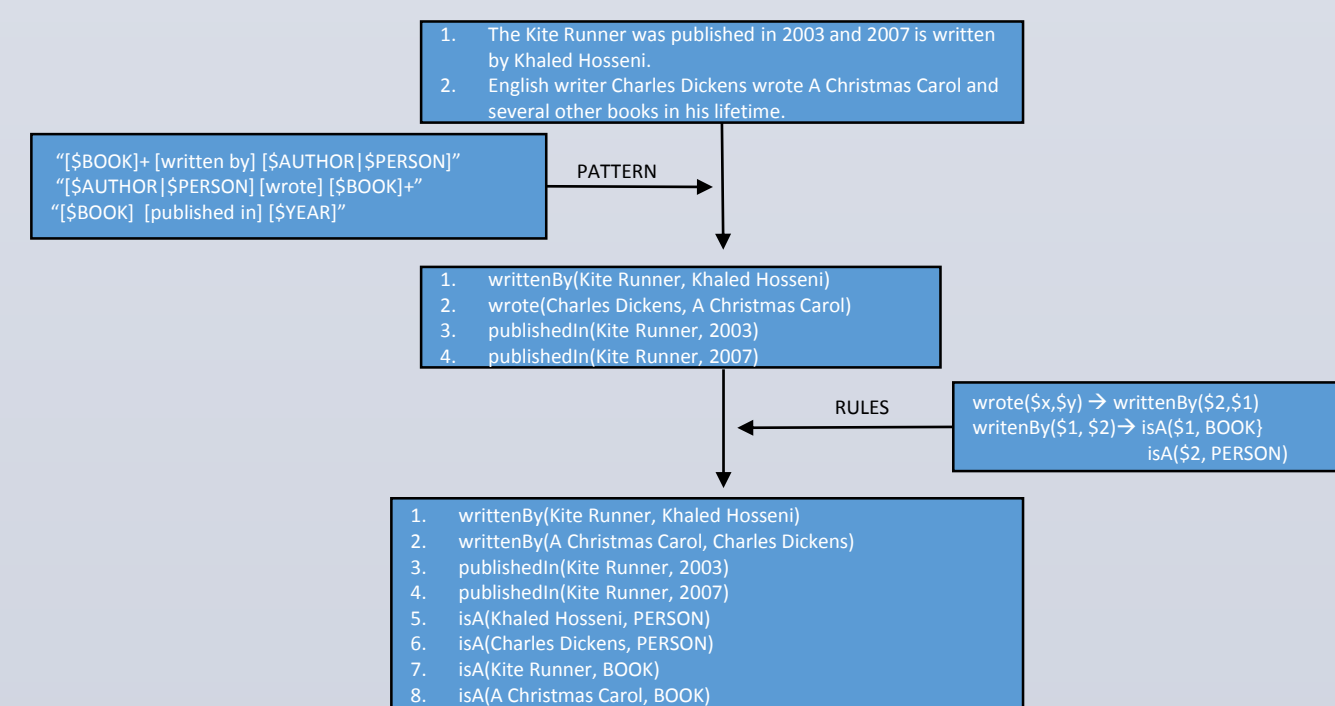 1. The Kite Runner was published in 2003 and 2007 is written
by Khaled Hosseni.
2. English writer Charles Dickens wrote A Christmas Carol and
several other books in his lifetime.
“[$BOOK]+ [written by] [$AUTHOR|$PERSON]”
“[$AUTHOR|$PERSON] [wrote] [$BOOK]+”
“[$BOOK] [published in] [$YEAR]”
PATTERN
1. writtenBy(Kite Runner, Khaled Hosseni)
2. wrote(Charles Dickens, A Christmas Carol)
3. publishedIn(Kite Runner, 2003)
4. publishedIn(Kite Runner, 2007)
RULES
wrote($x,$y) → writtenBy($2,$1)
writenBy($1, $2)→ isA($1, BOOK}
isA($2, PERSON)
1. writtenBy(Kite Runner, Khaled Hosseni)
2. writtenBy(A Christmas Carol, Charles Dickens)
3. publishedIn(Kite Runner, 2003)
4. publishedIn(Kite Runner, 2007)
5. isA(Khaled Hosseni, PERSON)
6. isA(Charles Dickens, PERSON)
7. isA(Kite Runner, BOOK)
8. isA(A Christmas Carol, BOOK)